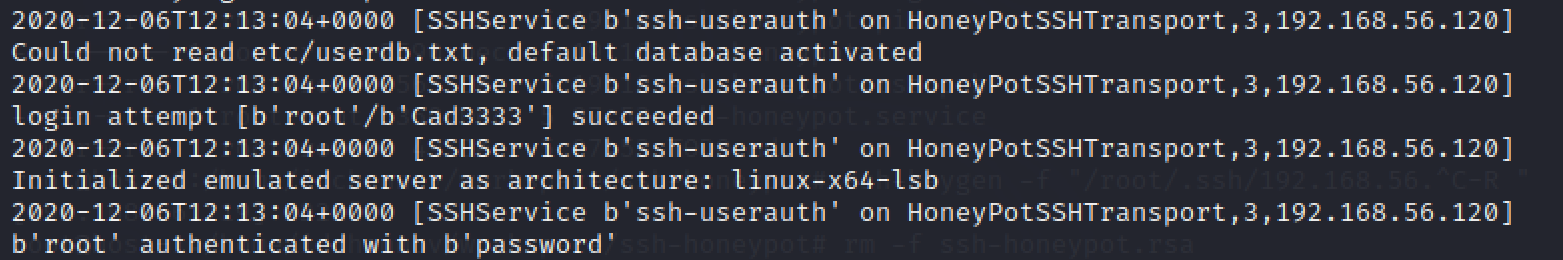 2020-12-06T12:13:04+0000 [SSHService b'ssh-userauth' on HoneyPotSSHTransport,3,192.168.56.120]
Could not read etc/userdb.txt, default database activated
2020-12-06T12:13:04+0000 [SSHService b'ssh-userauth' on HoneyPotSSHTransport,3,192.168.56.120]
login attempt [b'root'/b'Cad3333'] succeeded
2020-12-06T12:13:04+0000 [SSHService b'ssh-userauth' on HoneyPotSSHTransport,3,192.168.56.120]
Initialized emulated server as architecture: linux-x64-lsb
2020-12-06T12:13:04+0000 [SSHService b'ssh-userauth' on HoneyPotSSHTransport,3,192.168.56.120]
b'root' authenticated with b'password'